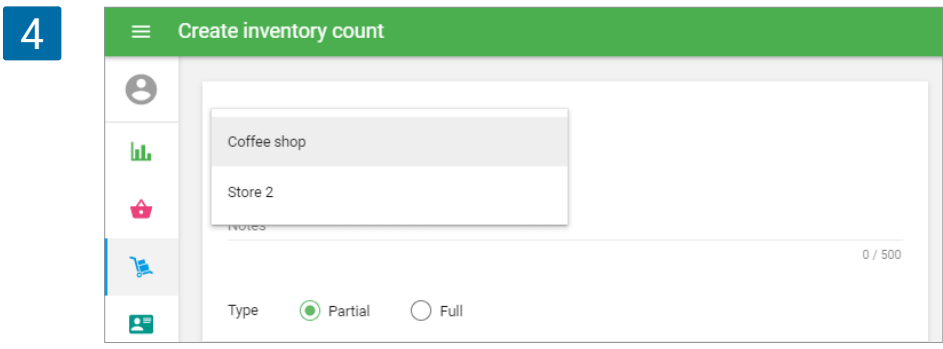 4
Create inventory count
Coffee shop
Store 2
Notes
0 / 500
Type Partial Full